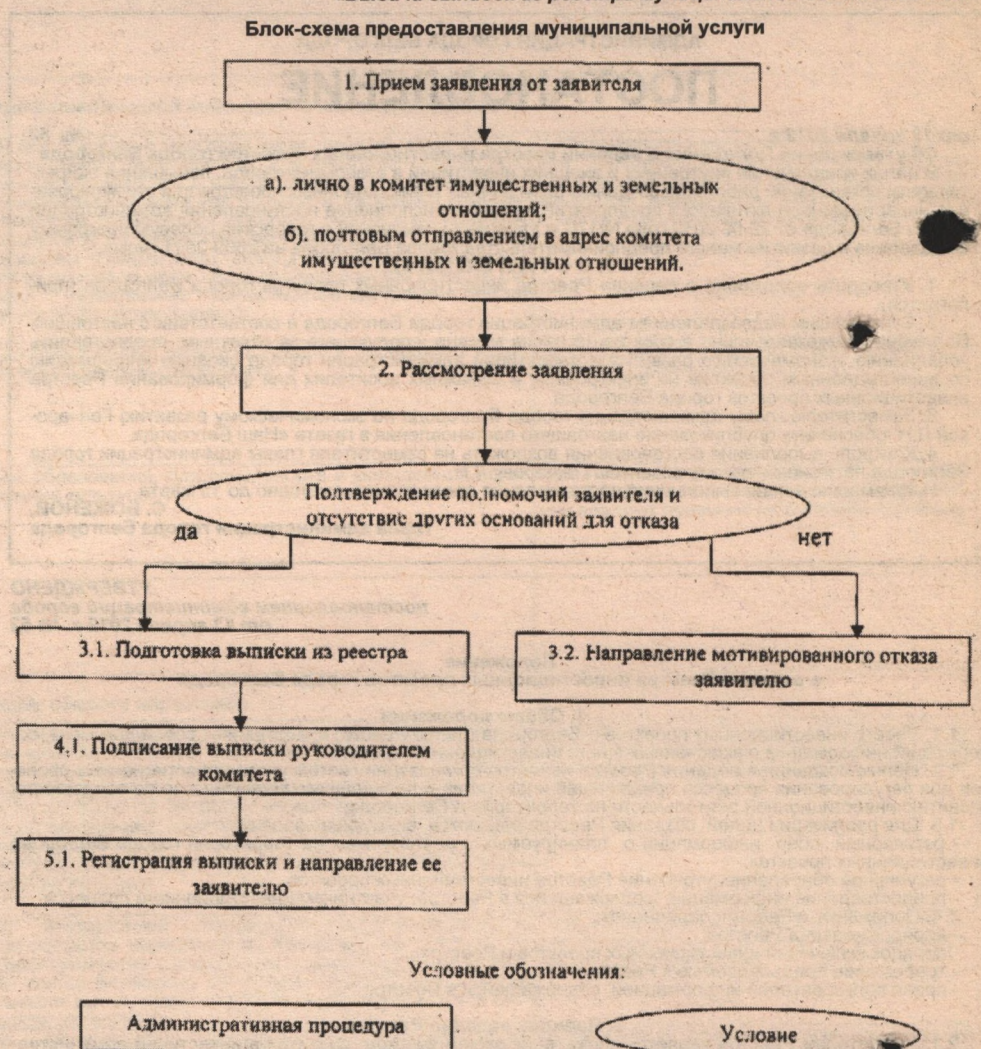 Блок-схема предоставления муниципальной услуги
1. Прием заявления от заявителя
а). лично в комитет имущественных и земельных
отношений;
б). почтовым отправлением в адрес комитета
имущественных и земельных отношений.
2. Рассмотрение заявления
Подтверждение полномочий заявителя и
отсутствие других оснований для отказа
да
нет
3.1. Подготовка выписки из реестра
3.2. Направление мотивированного отказа
заявителю
4.1. Подписание выписки руководителем
комитета
5.1. Регистрация выписки и направление ее
заявителю
Условные обозначения:
Административная процедура
Условие